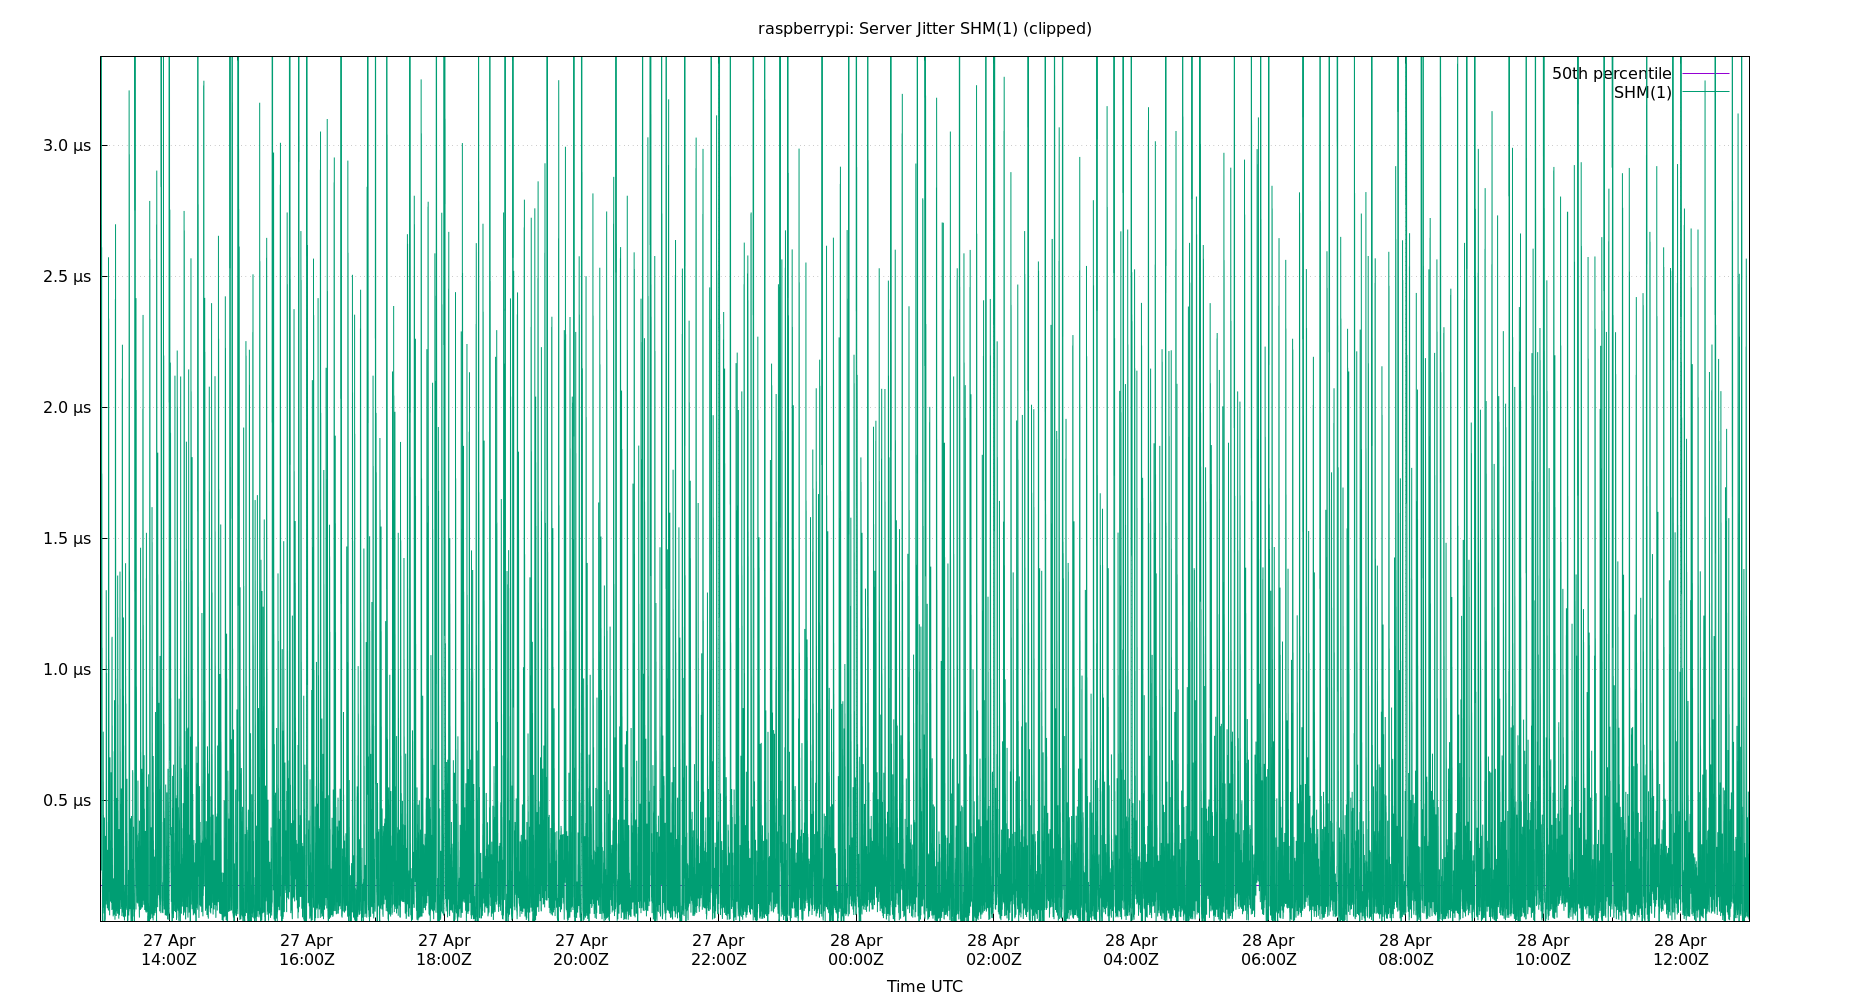 raspberrypi: Server Jitter SHM(1) (clipped)
50th percentile
SHM(1)
3.0 µs
2.5 µs
2.0 µs
1.5 µs
1.0 µs
0.5 µs
27 Apr 27 Apr 27 Apr 27 Apr 27 Apr 28 Apr 28 Apr 28 Apr 28 Apr 28 Apr 28 Apr 28 Apr
14:00Z 16:00Z 18:00Z 20:00Z 22:00Z 00:00Z 02:00Z 04:00Z 06:00Z 08:00Z 10:00Z 12:00Z
Time UTC